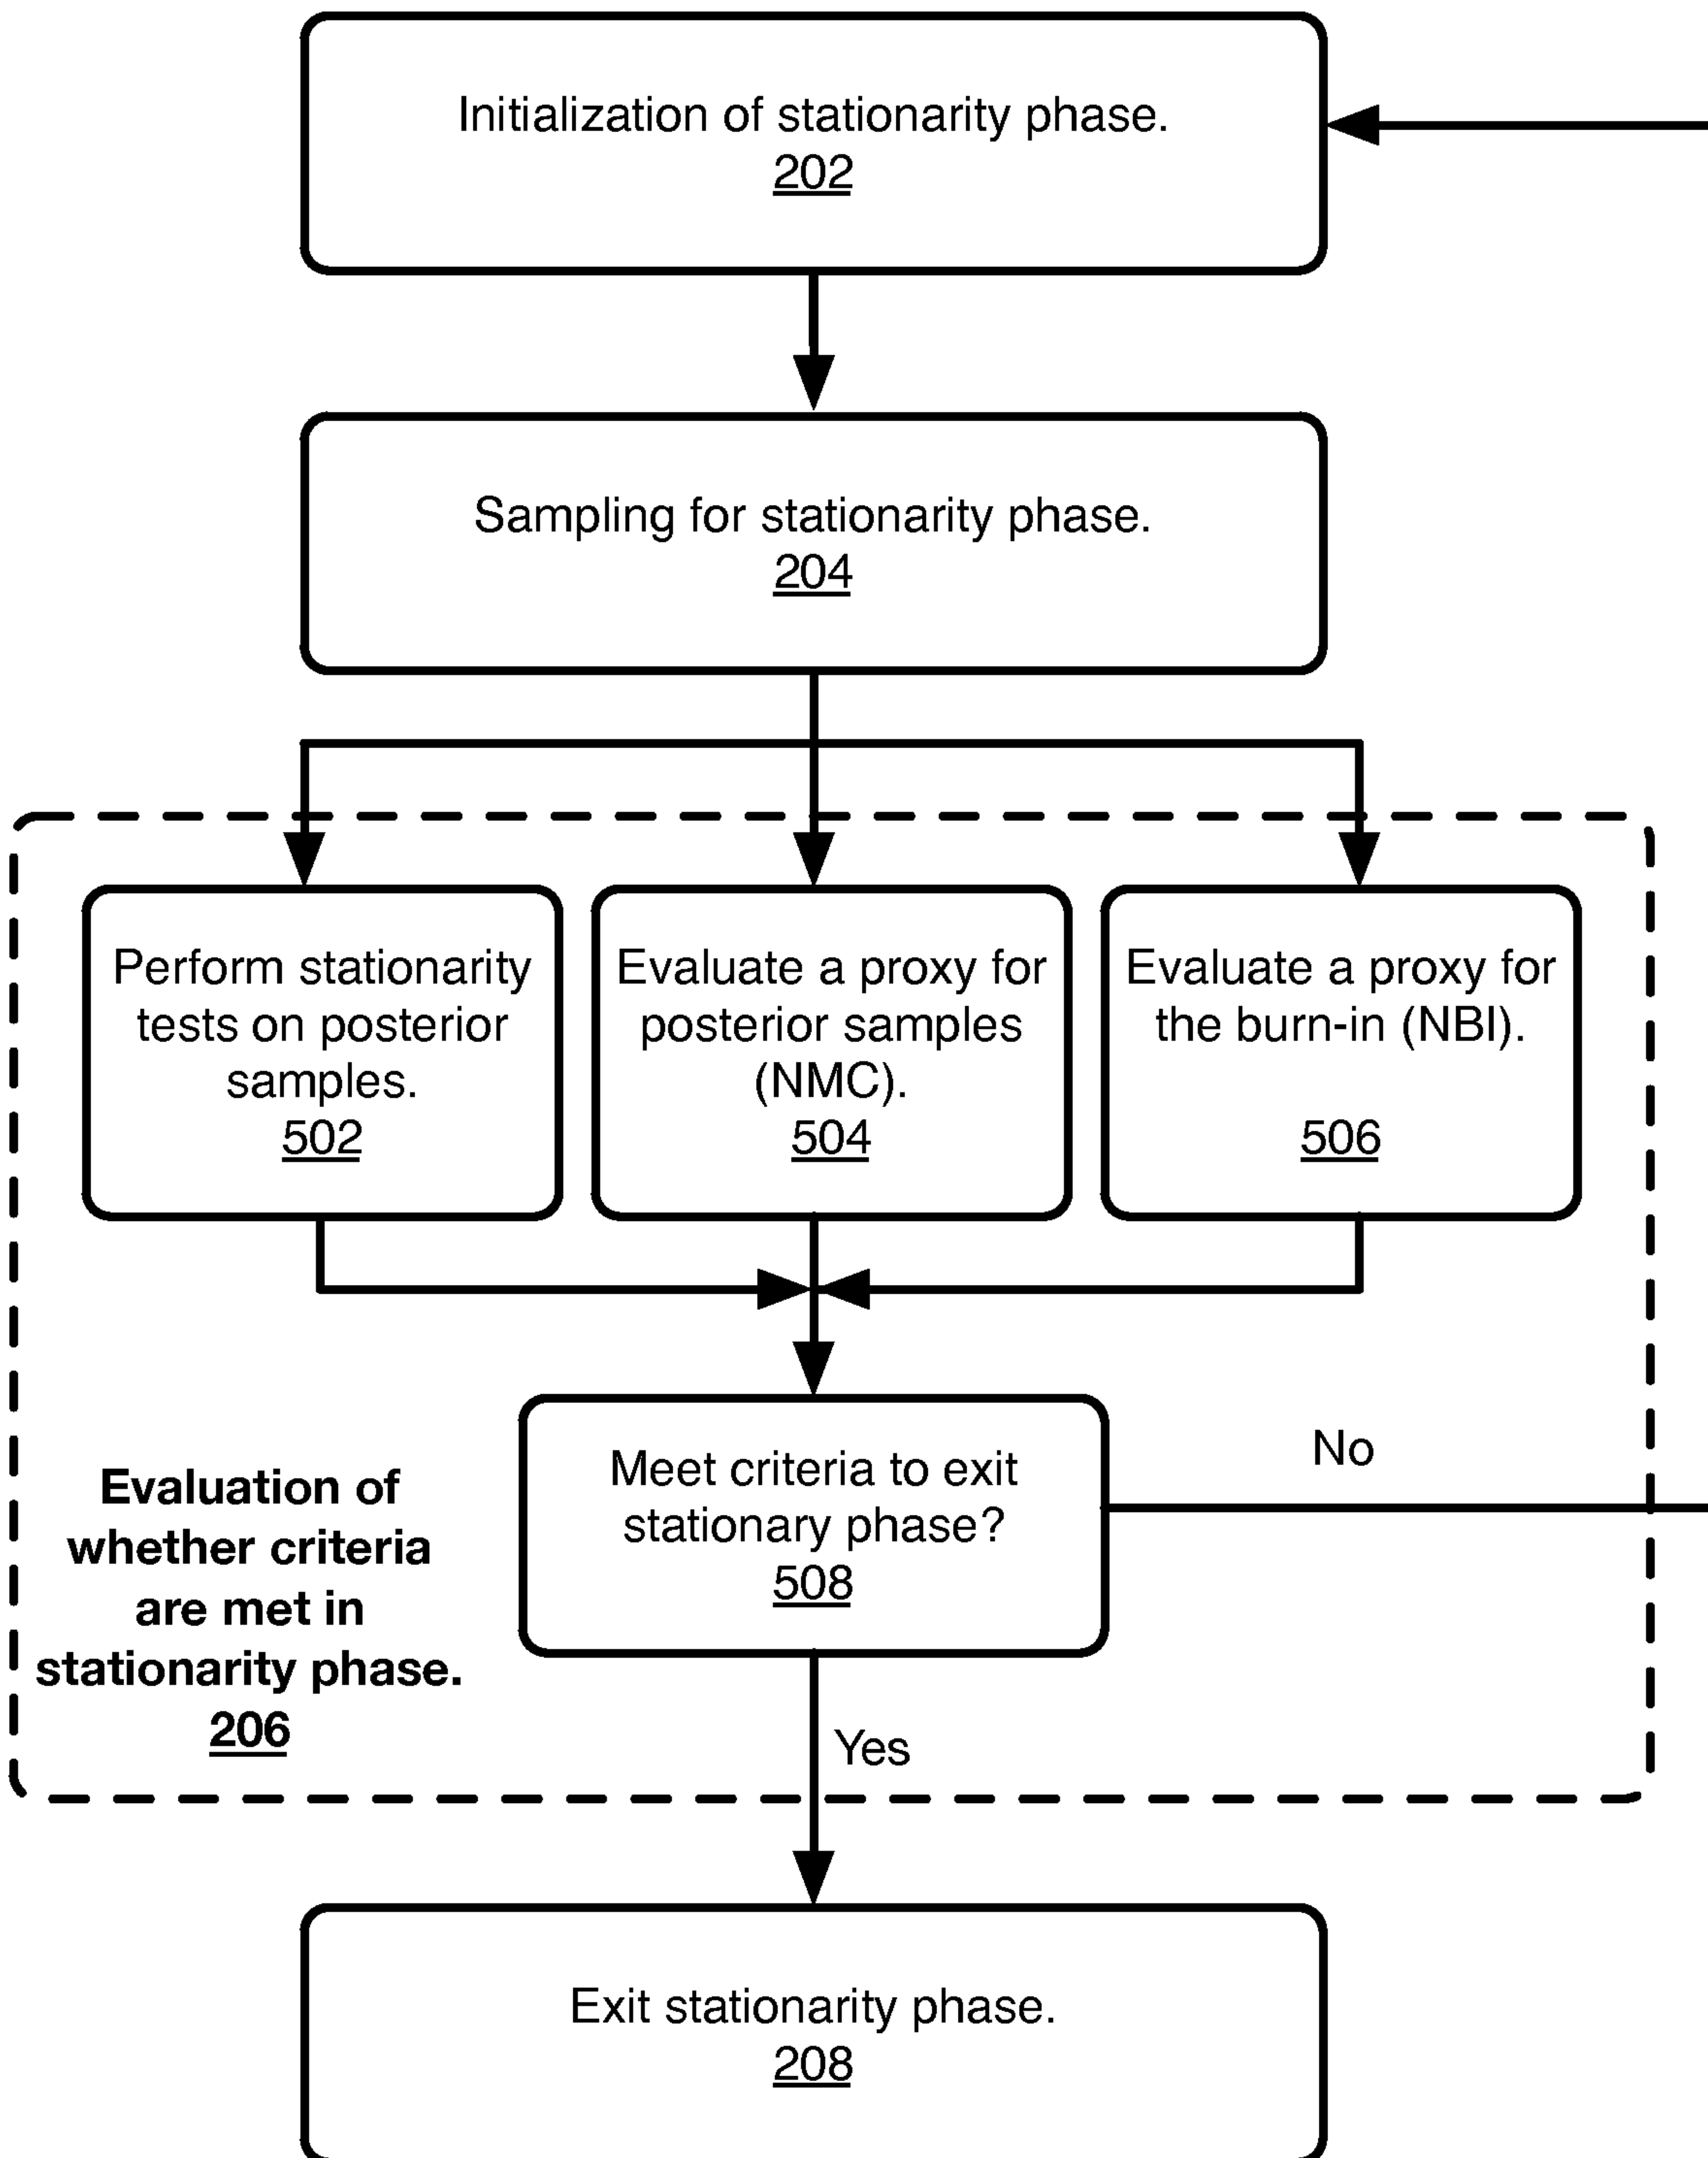 Initialization of stationarity phase.
202
Sampling for stationarity phase.
204
Perform stationarity
tests on posterior
samples.
502
Evaluate a proxy for
posterior samples
(NMC).
504
Evaluate a proxy for
the burn-in (NBI).
506
Meet criteria to exit
stationary phase?
508
No
Evaluation of
whether criteria
are met in
stationarity phase.
206
Yes
Exit stationarity phase.
208